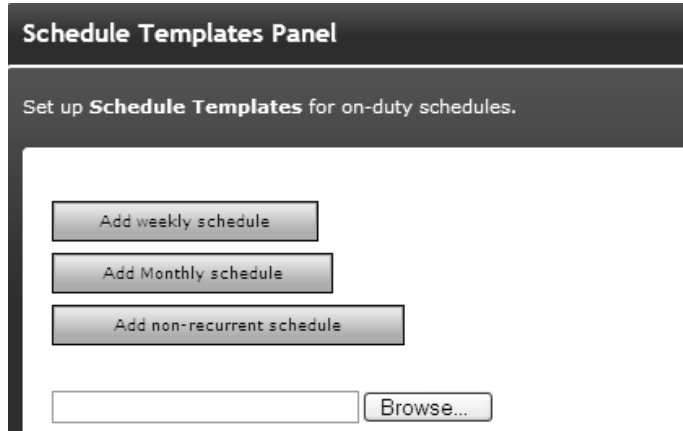 Schedule Templates Panel
Set up Schedule Templates for on-duty schedules.
Add weekly schedule
Add Monthly schedule
Add non-recurrent schedule
Browse...